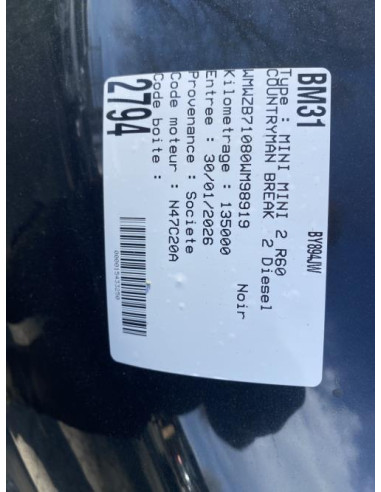 BM31 BY894JW
Type : MINI MINI 2 R60
COUNTRYMAN BREAK 2 Diesel
WMWZB71080WM98919 Noir
Kilometrage : 135000
Entree : 30/01/2026
Provenance : Societe
Code moteur : N47C20A
Code boite :
2794